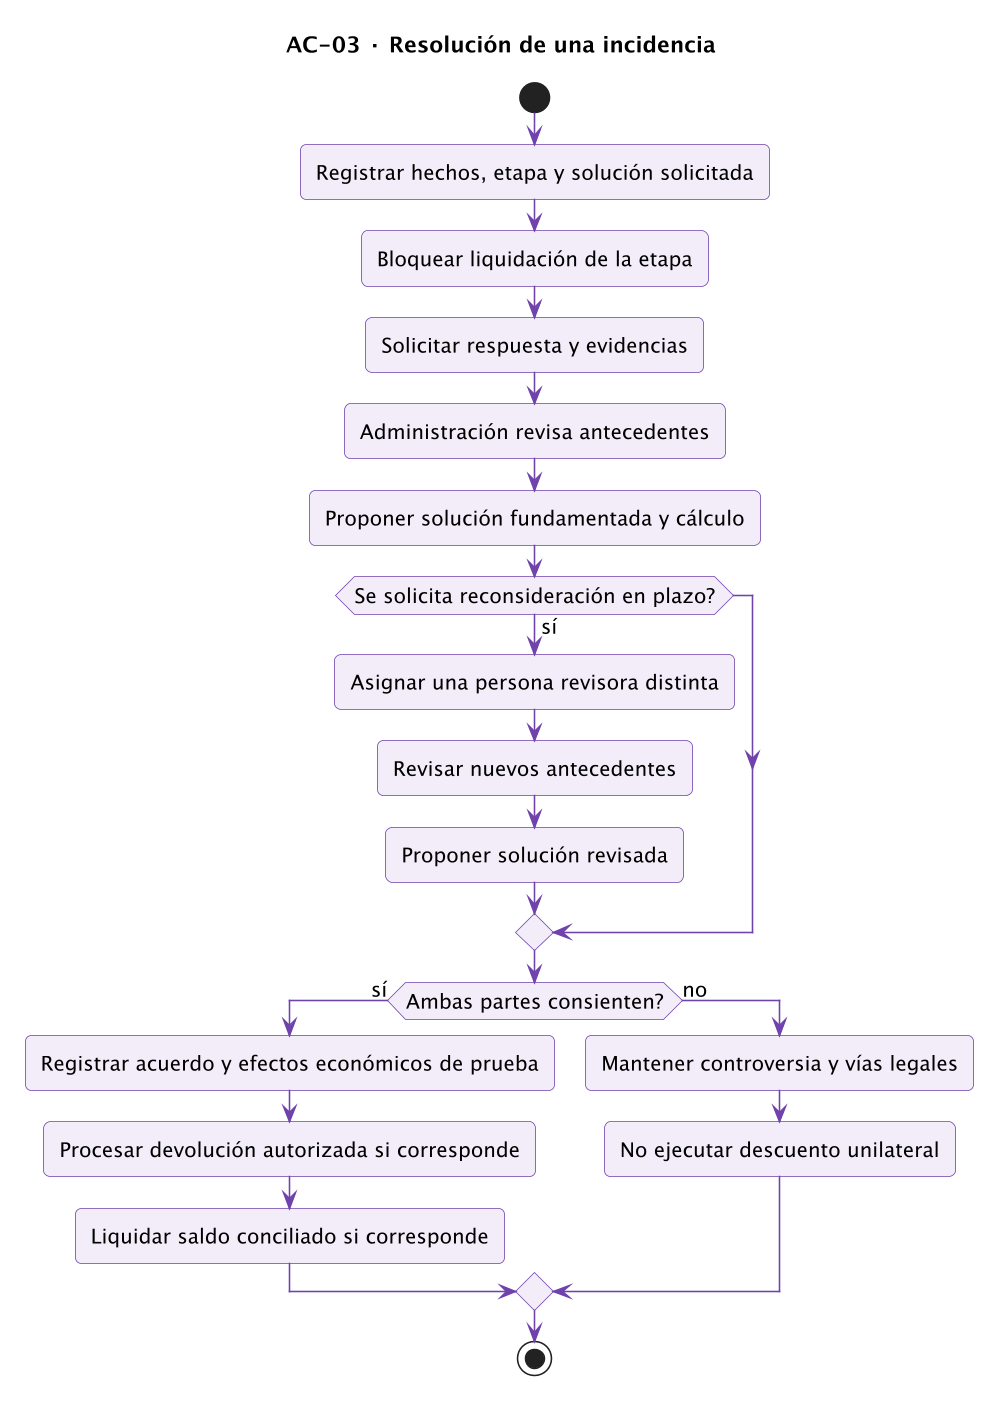 AC-03 · Resolución de una incidencia
Registrar hechos, etapa y solución solicitada
Bloquear liquidación de la etapa
Solicitar respuesta y evidencias
Administración revisa antecedentes
Proponer solución fundamentada y cálculo
Se solicita reconsideración en plazo?
sí
Asignar una persona revisora distinta
Revisar nuevos antecedentes
Proponer solución revisada
sí
Ambas partes consienten?
no
Registrar acuerdo y efectos económicos de prueba
Mantener controversia y vías legales
Procesar devolución autorizada si corresponde
No ejecutar descuento unilateral
Liquidar saldo conciliado si corresponde